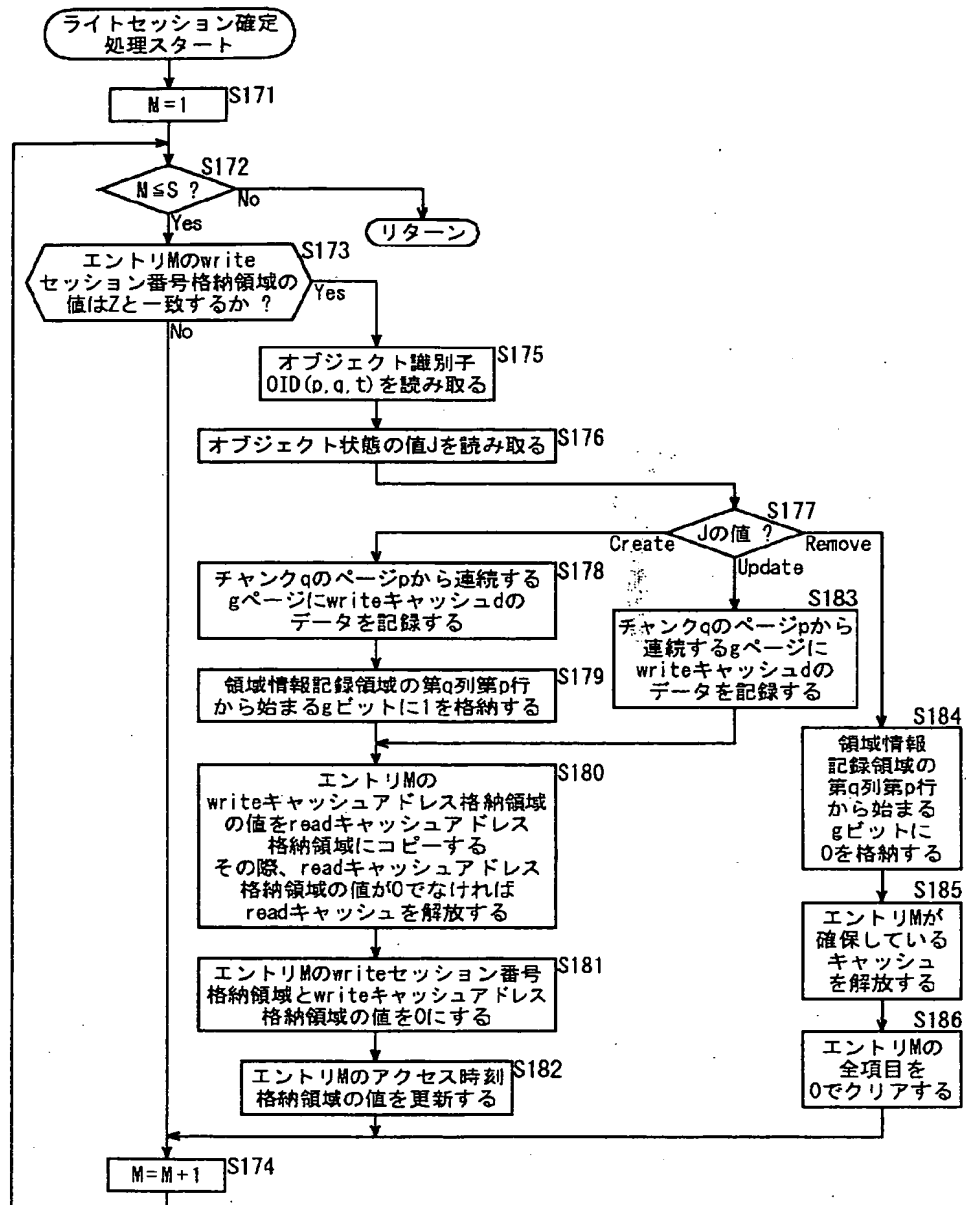 ライトセッション確定
処理スタート
M=1
S171
S172
M≦S ?
No
Yes
リターン
S173
エントリMのwrite
セッション番号格納領域の
値はZと一致するか ?
Yes
No
S175
オブジェクト識別子
OID(p,q,t)を読み取る
S176
オブジェクト状態の値Jを読み取る
S177
Jの値 ?
Create
Remove
Update
S178
チャンクqのページpから連続する
gページにwriteキャッシュdの
データを記録する
S183
チャンクqのページpから
連続するgページに
writeキャッシュdの
データを記録する
S179
領域情報記録領域の第q列第p行
から始まるgビットに1を格納する
S184
領域情報
記録領域の
第q列第p行
から始まる
gビットに
0を格納する
S180
エントリMの
writeキャッシュアドレス格納領域
の値をreadキャッシュアドレス
格納領域にコピーする
その際、readキャッシュアドレス
格納領域の値が0でなければ
readキャッシュを解放する
S185
エントリMが
確保している
キャッシュ
を解放する
S181
エントリMのwriteセッション番号
格納領域とwriteキャッシュアドレス
格納領域の値を0にする
S186
エントリMの
全項目を
0でクリアする
S182
エントリMのアクセス時刻
格納領域の値を更新する
S174
M=M+1